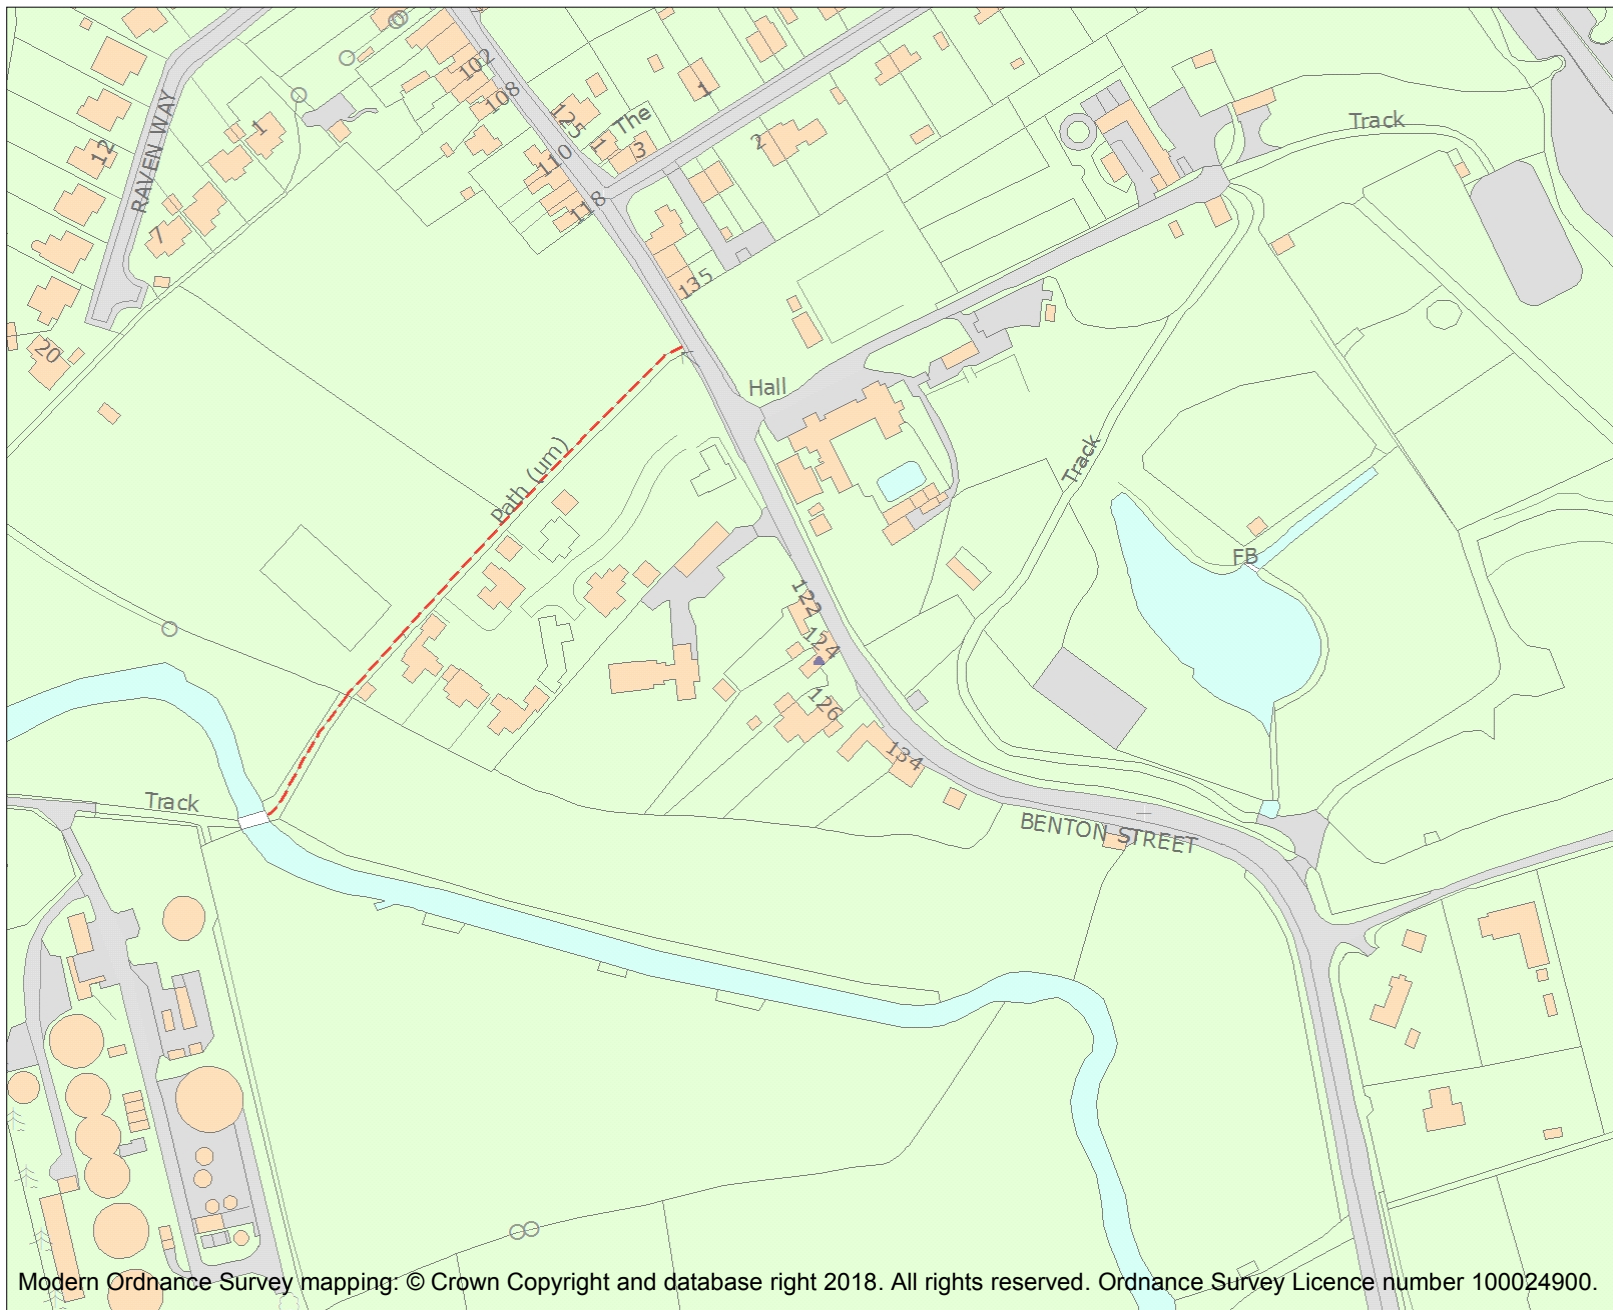 102
108
The
1
125
1
3
2
110
118
Track
RAVEN WAY
1
12
7
20
135
Hall
Path (um)
Track
FB
122
124
126
134
Track
BENTON STREET
Modern Ordnance Survey mapping: © Crown Copyright and database right 2018. All rights reserved. Ordnance Survey Licence number 100024900.